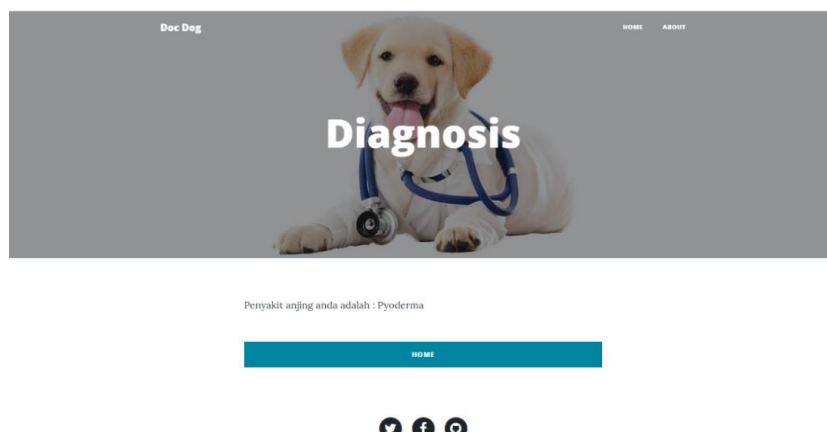 Doc Dog
HOME ABOUT
Diagnosis
Penyakit anjing anda adalah : Pyoderma
HOME